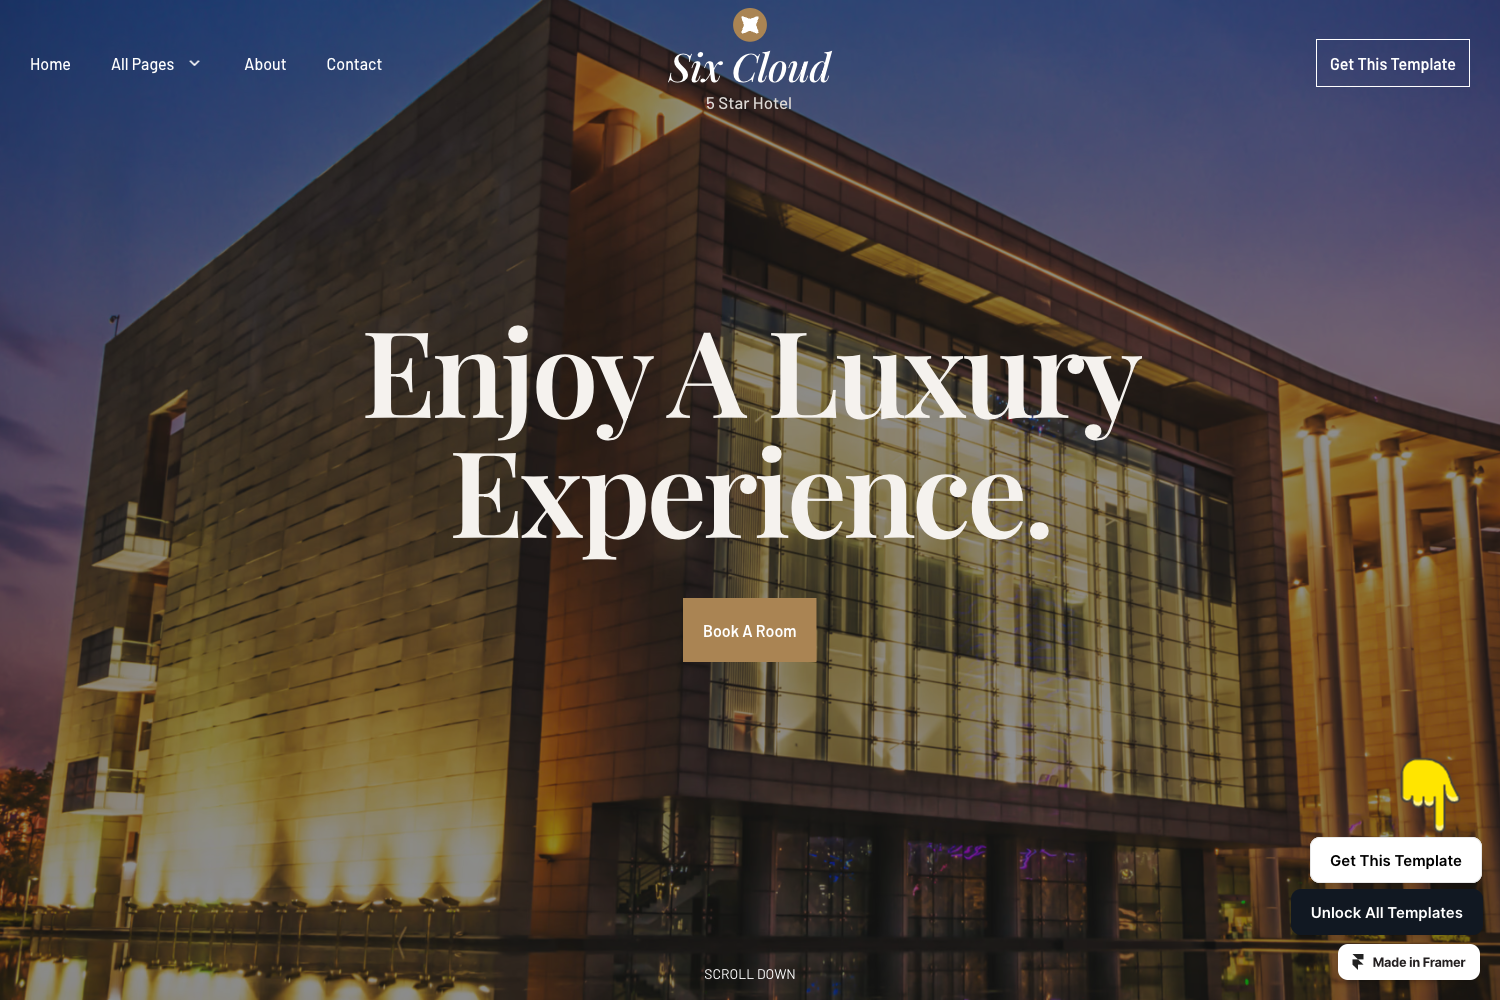 Home
All Pages
About
Contact
Six Cloud
5 Star Hotel
Get This Template
Enjoy A Luxury
Experience.
Book A Room
Get This Template
Unlock All Templates
Made in Framer
SCROLL DOWN